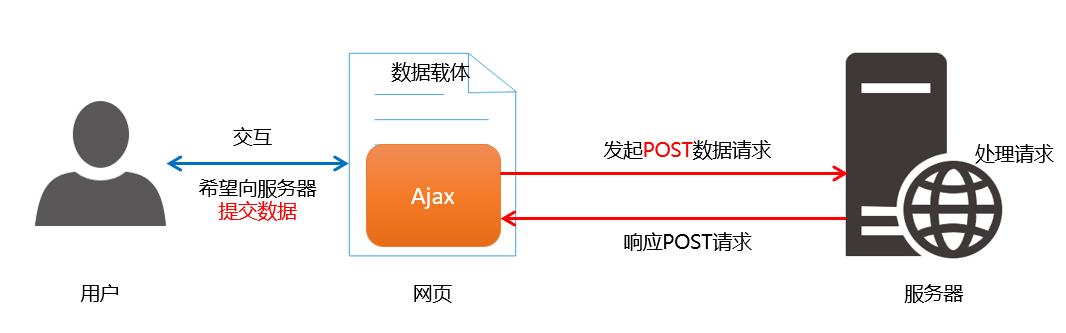 数据载体
交互
希望向服务器
提交数据
Ajax
发起POST数据请求
响应POST请求
处理请求
用户
网页
服务器